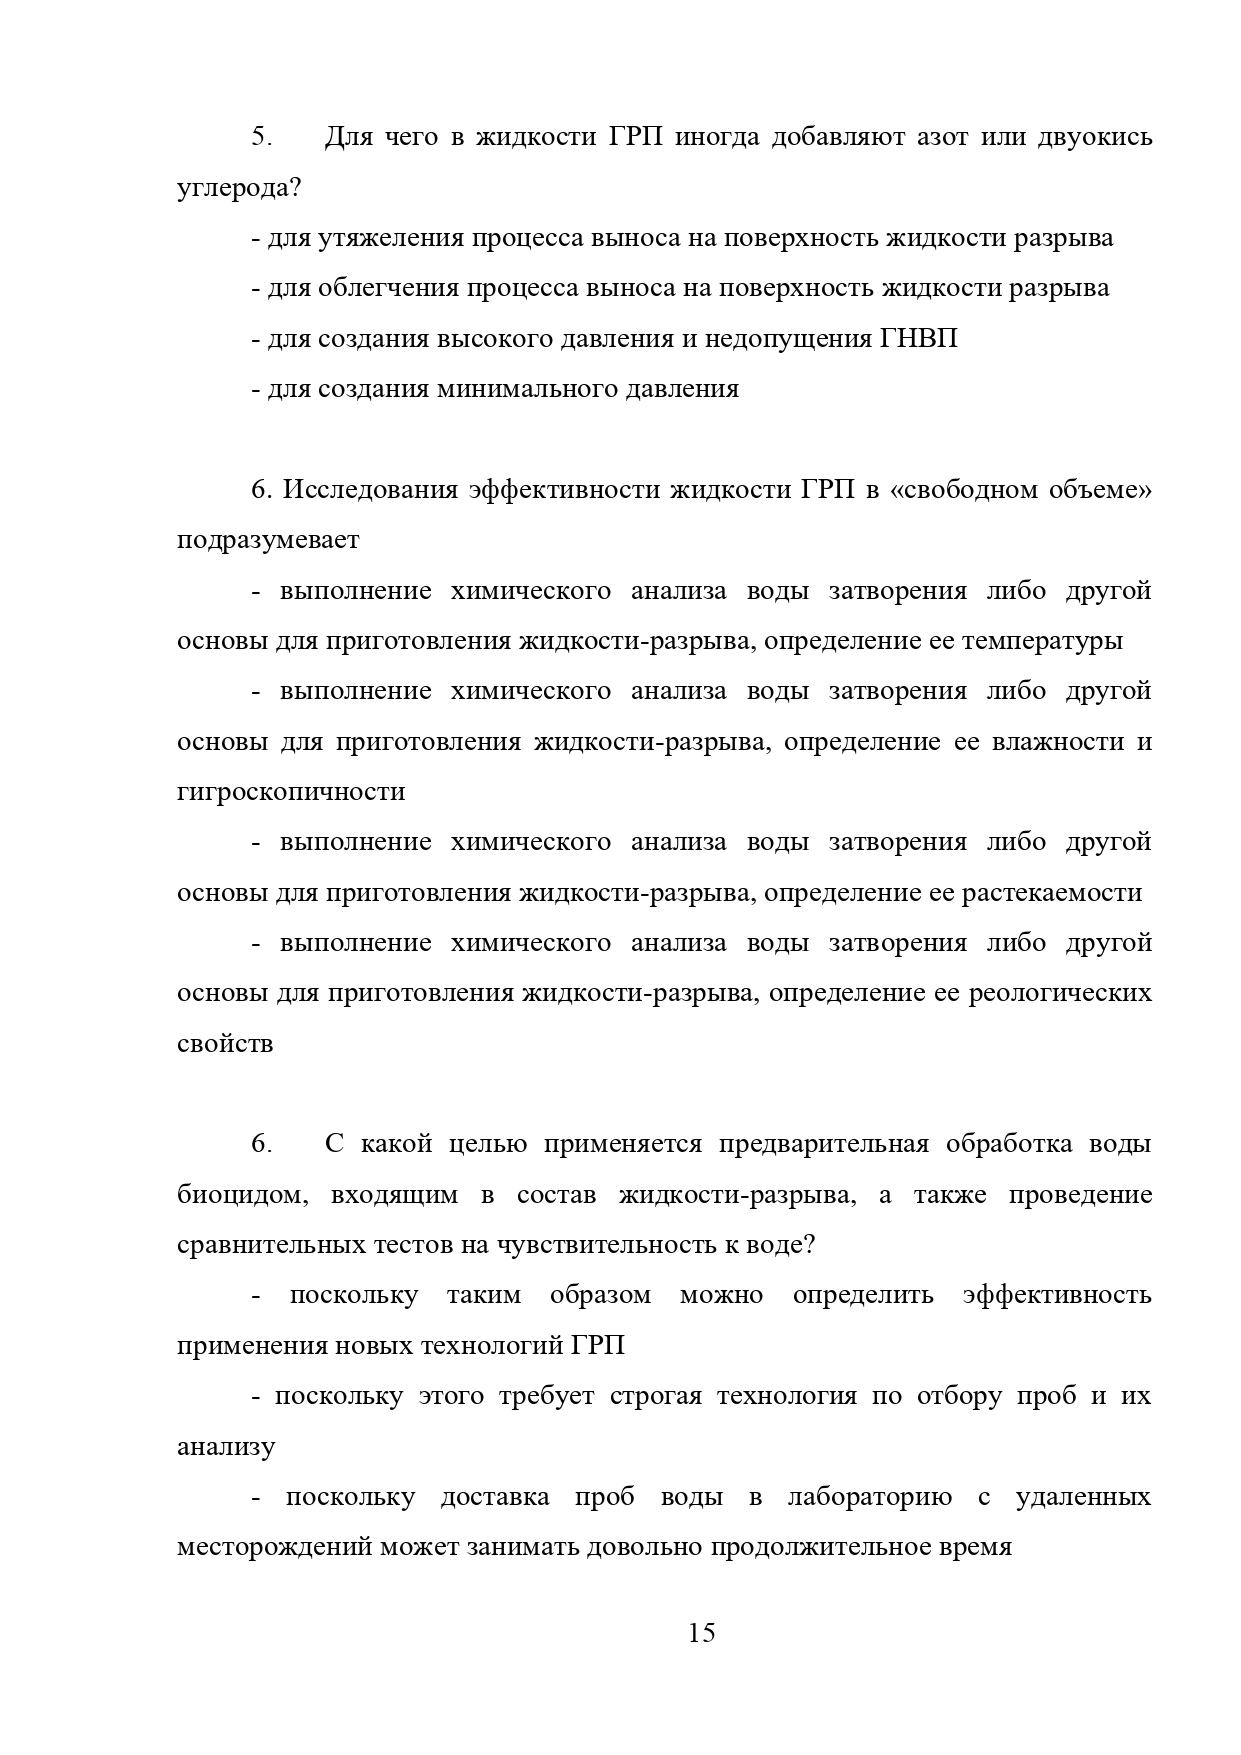 5. Для чего в жидкости ГРП иногда добавляют азот или двуокись
углерода?
- для утяжеления процесса выноса на поверхность жидкости разрыва
- для облегчения процесса выноса на поверхность жидкости разрыва
- для создания высокого давления и недопущения ГНВП
- для создания минимального давления
6. Исследования эффективности жидкости ГРП в «свободном объеме»
подразумевает
- выполнение химического анализа воды затворения либо другой
основы для приготовления жидкости-разрыва, определение ее температуры
- выполнение химического анализа воды затворения либо другой
основы для приготовления жидкости-разрыва, определение ее влажности и
гигроскопичности
- выполнение химического анализа воды затворения либо другой
основы для приготовления жидкости-разрыва, определение ее растекаемости
- выполнение химического анализа воды затворения либо другой
основы для приготовления жидкости-разрыва, определение ее реологических
свойств
6. С какой целью применяется предварительная обработка воды
биоцидом, входящим в состав жидкости-разрыва, а также проведение
сравнительных тестов на чувствительность к воде?
- поскольку таким образом можно определить эффективность
применения новых технологий ГРП
- поскольку этого требует строгая технология по отбору проб и их
анализу
- поскольку доставка проб воды в лабораторию с удаленных
месторождений может занимать довольно продолжительное время
15